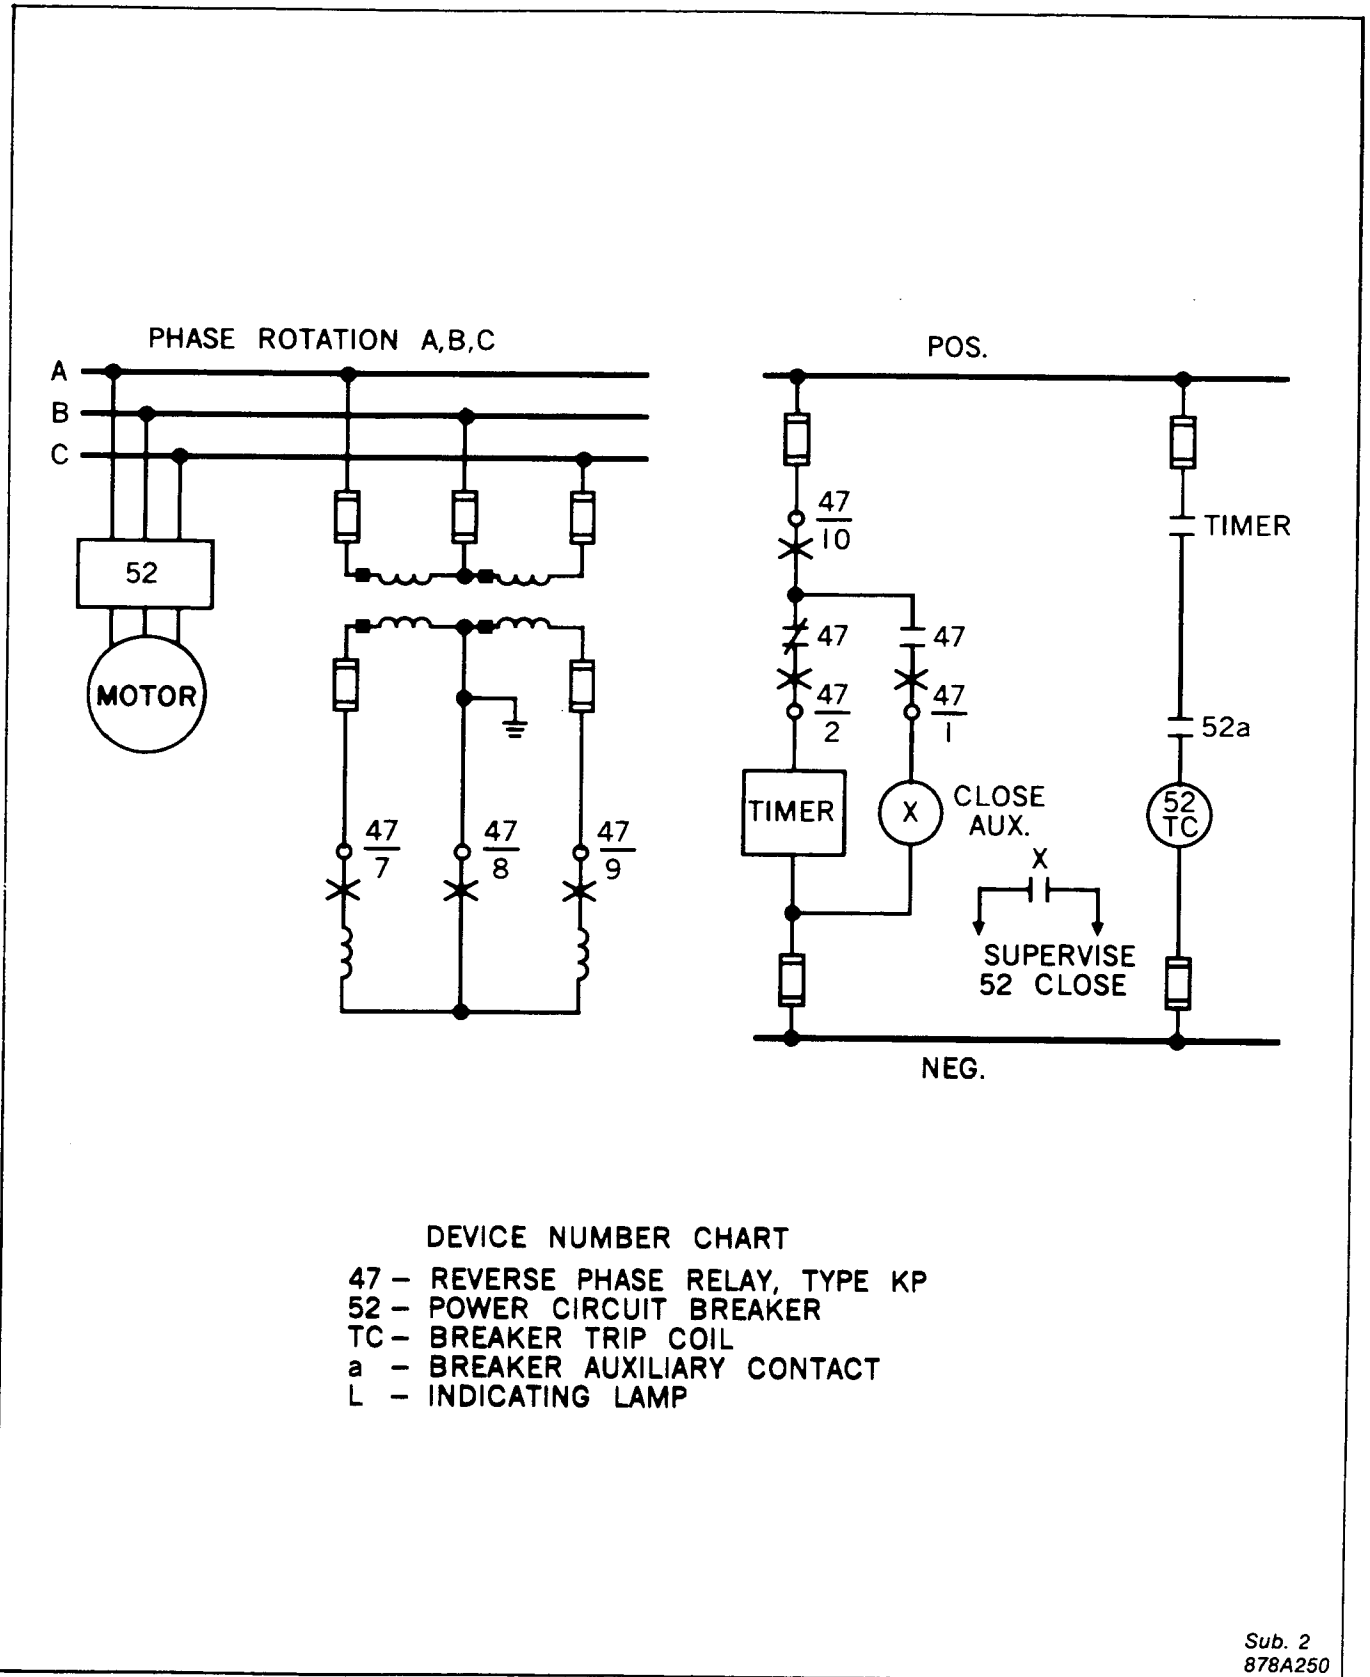 PHASE ROTATION A,B,C
A
B
C
52
MOTOR
47
7
47
8
47
9
POS.
47
10
47
47
47
2
47
1
TIMER
X
CLOSE
AUX.
X
SUPERVISE
52 CLOSE
TIMER
52a
52
TC
NEG.
DEVICE NUMBER CHART
47 – REVERSE PHASE RELAY, TYPE KP
52 – POWER CIRCUIT BREAKER
TC – BREAKER TRIP COIL
a – BREAKER AUXILIARY CONTACT
L – INDICATING LAMP
Sub. 2
878A250